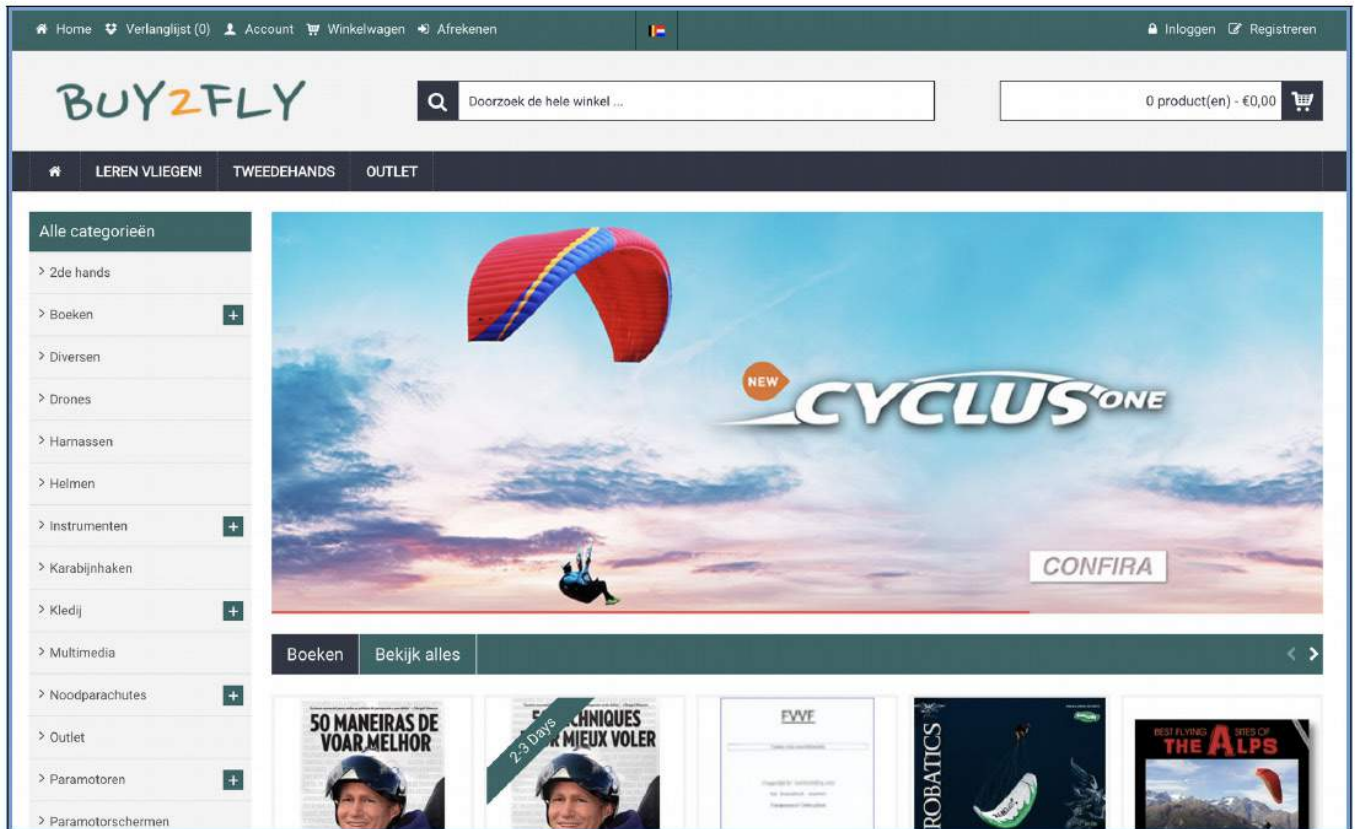 Home Verlanglijst (0) Account Winkelwagen Afrekenen Inloggen Registreren
BUY2FLY
Doorzoek de hele winkel ...
0 product(en) - €0,00
LEREN VLIEGEN! TWEEDEHANDS OUTLET
Alle categorieën
2de hands
Boeken
Diversen
Drones
Harnassen
Helmen
Instrumenten
Karabijnhaken
Kledij
Multimedia
Noodparachutes
Outlet
Paramotoren
Paramotorschermen
NEW
CYCLUS ONE
CONFIRA
Boeken Bekijk alles
50 MANEIRAS DE
VOAR MELHOR
2-3 Days
MIEUX VOLER
FVVF
ROBATICS
BEST FLYING SITES OF
THE ALPS